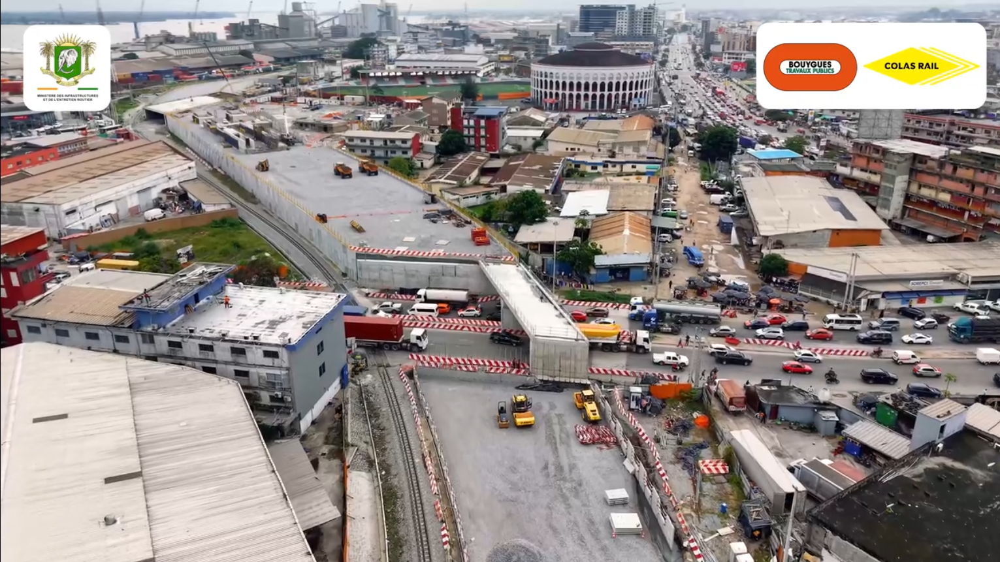 MINISTERE DES INFRASTRUCTURES
ET DE L'ENTRETIEN ROUTIER
BOUYGUES
TRAVAUX PUBLICS
COLAS RAIL